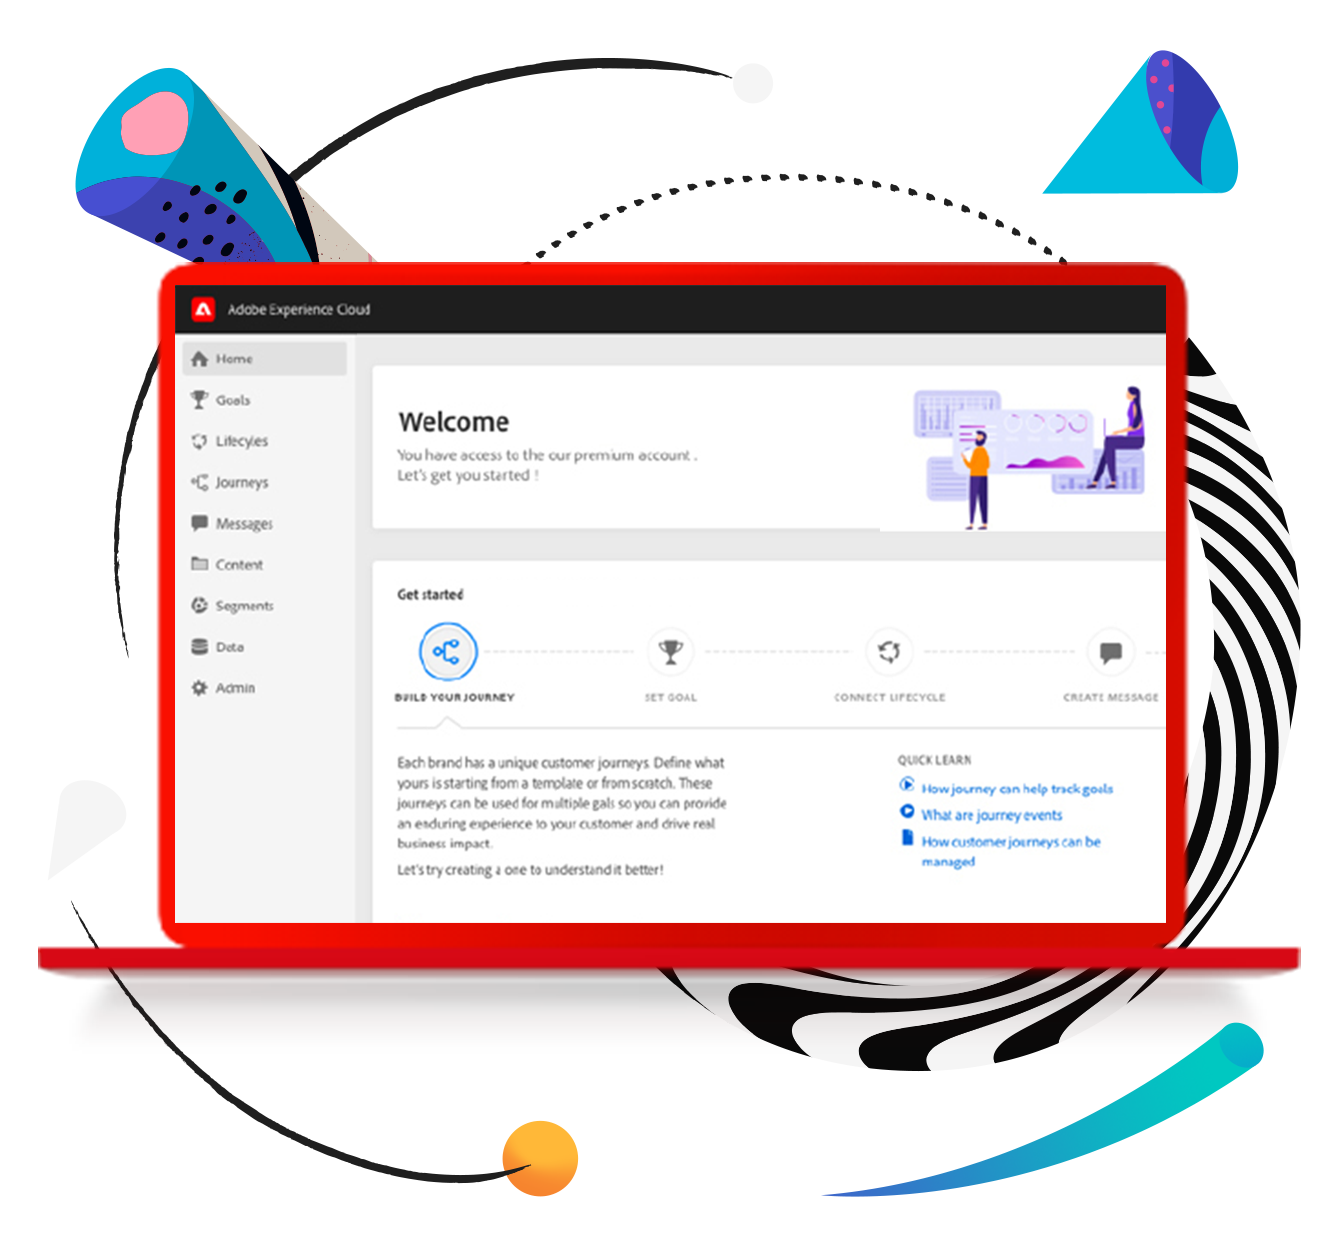 Adobe Experience Cloud
Home
Goals
Lifecyles
Journeys
Messages
Content
Segments
Data
Admin
Welcome
You have access to the our premium account .
Let's get you started !
Get started
BUILD YOUR JOURNEY
SET GOAL
CONNECT LIFECYCLE
CREATE MESSAGE
Each brand has a unique customer journeys. Define what
yours is starting from a template or from scratch. These
journeys can be used for multiple gals so you can provide
an enduring experience to your customer and drive real
business impact.
Let's try creating a one to understand it better!
QUICK LEARN
How journey can help track goals
What are journey events
How customer journeys can be
managed